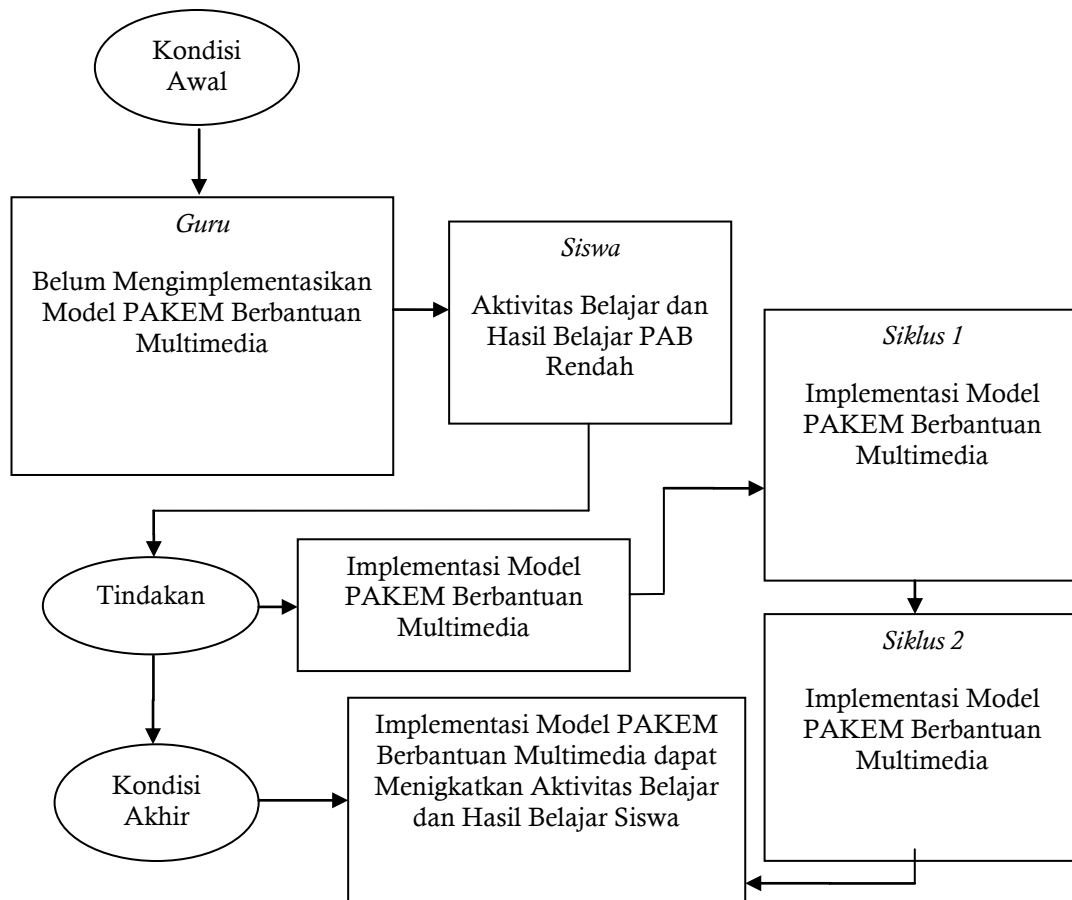 Kondisi
Awal
Guru
Belum Mengimplementasikan
Model PAKEM Berbantuan
Multimedia
Siswa
Aktivitas Belajar dan
Hasil Belajar PAB
Rendah
Siklus 1
Implementasi Model
PAKEM Berbantuan
Multimedia
Tindakan
Implementasi Model
PAKEM Berbantuan
Multimedia
Siklus 2
Implementasi Model
PAKEM Berbantuan
Multimedia
Kondisi
Akhir
Implementasi Model PAKEM
Berbantuan Multimedia dapat
Menigkatkan Aktivitas Belajar
dan Hasil Belajar Siswa